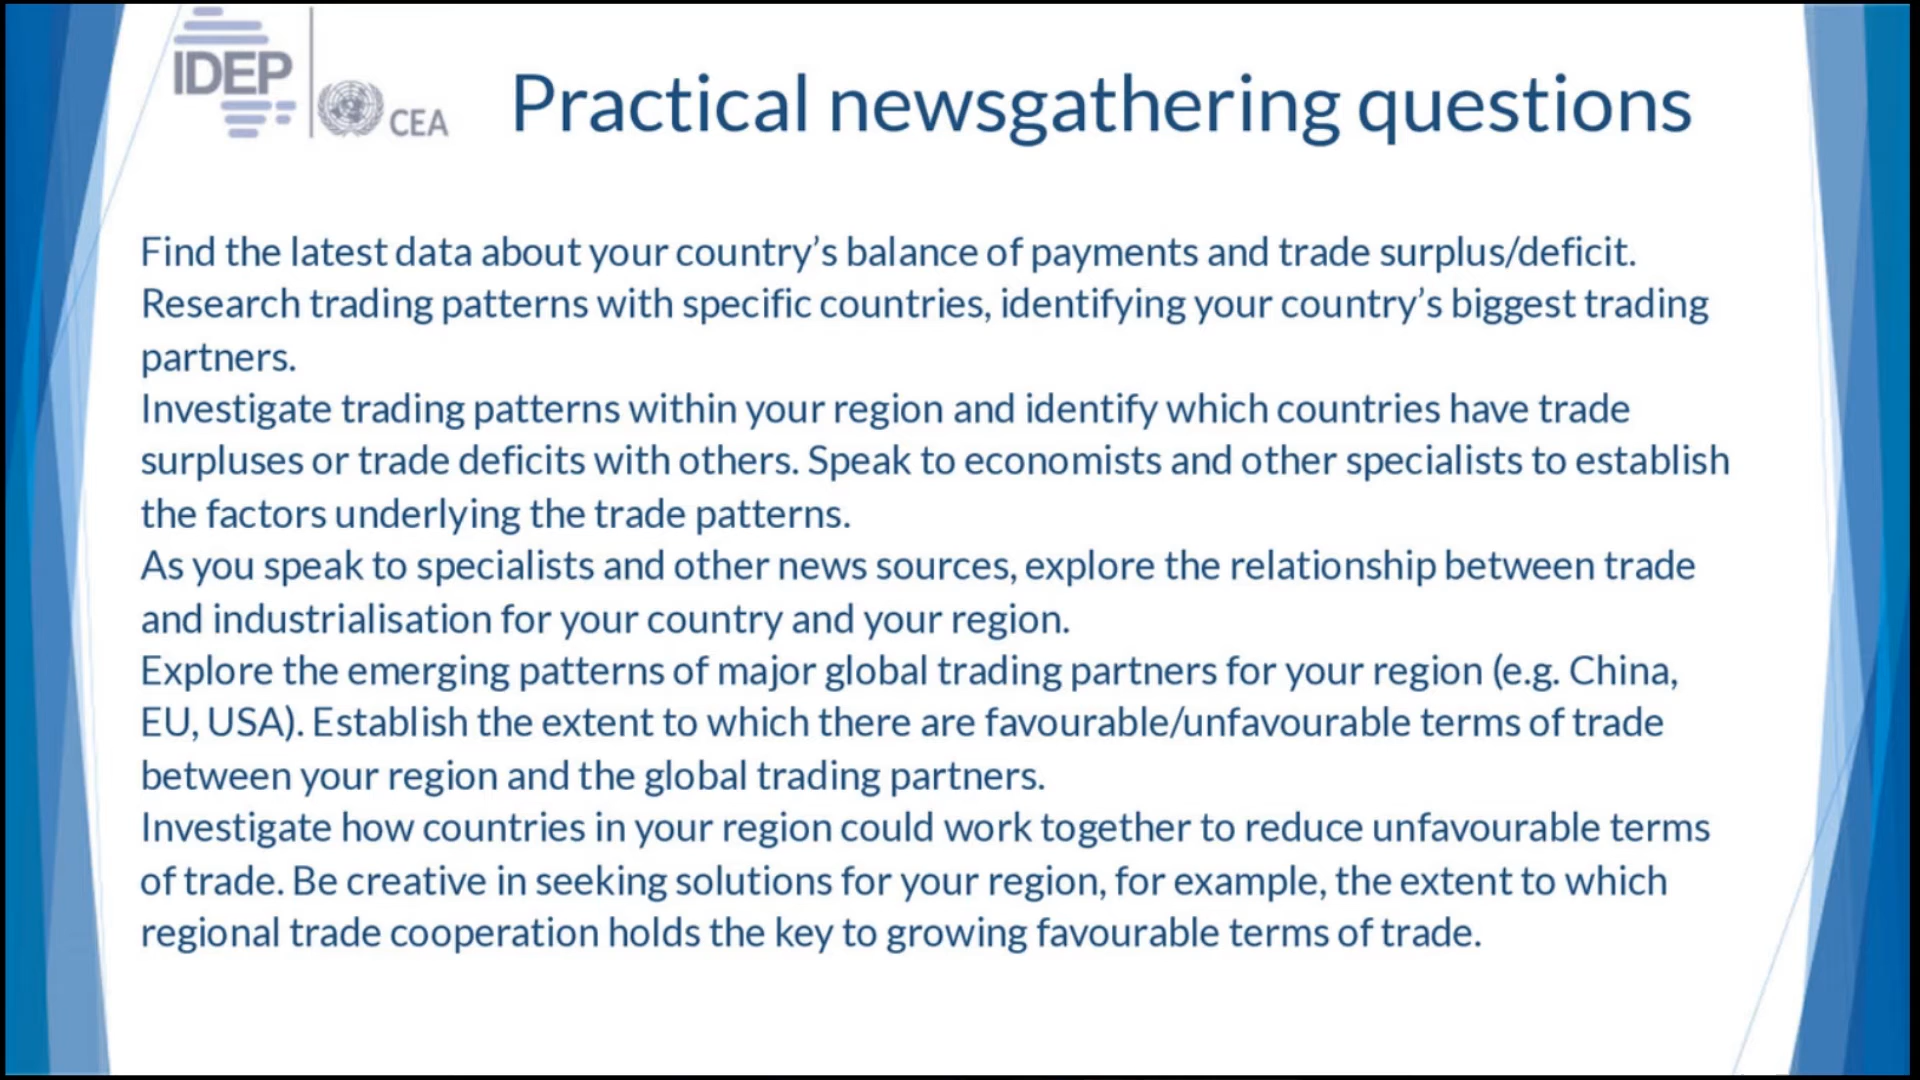 IDEP
CEA
Practical newsgathering questions
Find the latest data about your country’s balance of payments and trade surplus/deficit.
Research trading patterns with specific countries, identifying your country’s biggest trading
partners.
Investigate trading patterns within your region and identify which countries have trade
surpluses or trade deficits with others. Speak to economists and other specialists to establish
the factors underlying the trade patterns.
As you speak to specialists and other news sources, explore the relationship between trade
and industrialisation for your country and your region.
Explore the emerging patterns of major global trading partners for your region (e.g. China,
EU, USA). Establish the extent to which there are favourable/unfavourable terms of trade
between your region and the global trading partners.
Investigate how countries in your region could work together to reduce unfavourable terms
of trade. Be creative in seeking solutions for your region, for example, the extent to which
regional trade cooperation holds the key to growing favourable terms of trade.